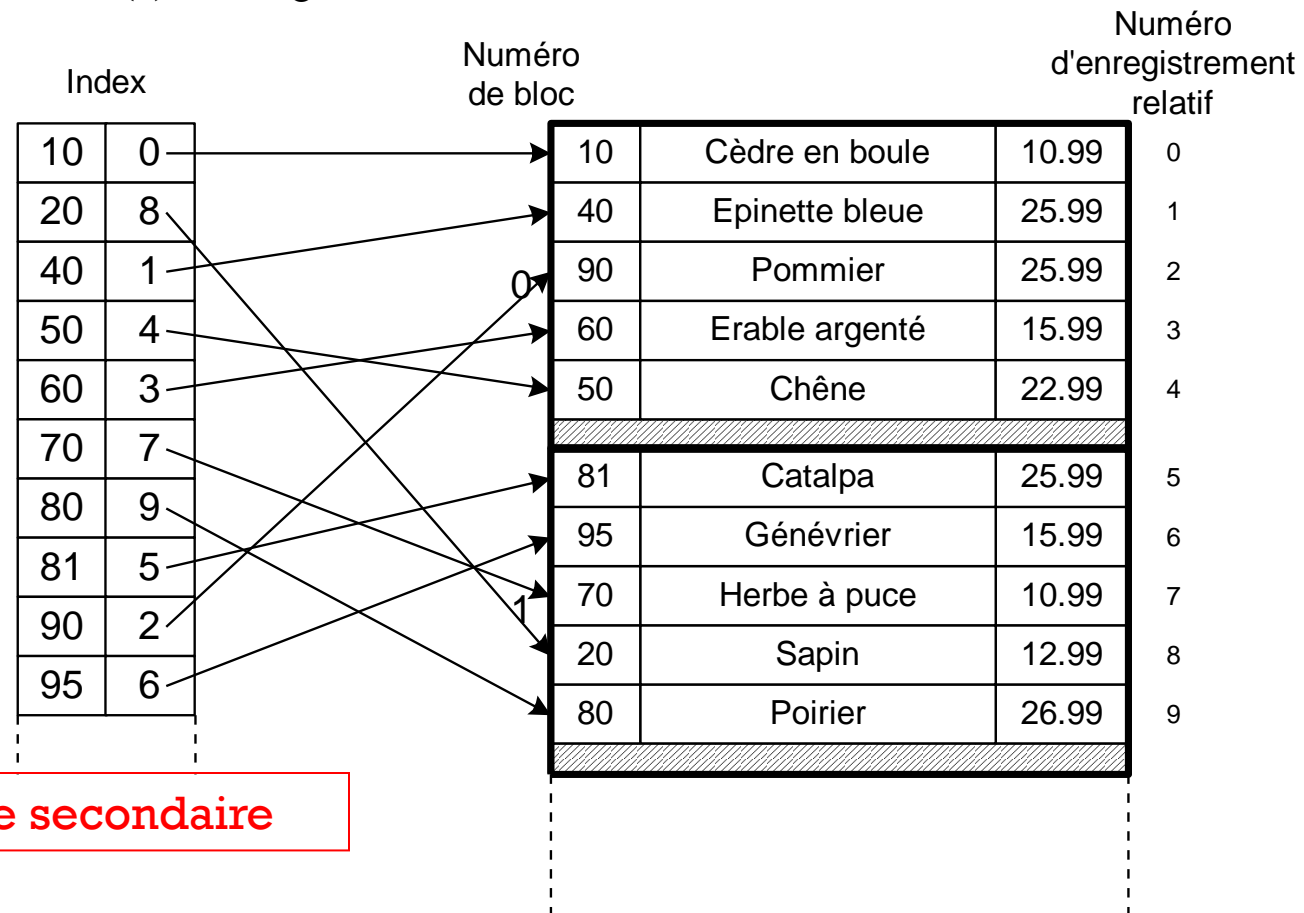 Numéro
d'enregistrement
relatif
Numéro
de bloc
Index
10 0
20 8
40 1
50 4
60 3
70 7
80 9
81 5
90 2
95 6
0
1
10 Cèdre en boule 10.99 0
40 Epinette bleue 25.99 1
90 Pommier 25.99 2
60 Erable argenté 15.99 3
50 Chêne 22.99 4
81 Catalpa 25.99 5
95 Génévrier 15.99 6
70 Herbe à puce 10.99 7
20 Sapin 12.99 8
80 Poirier 26.99 9
e secondaire